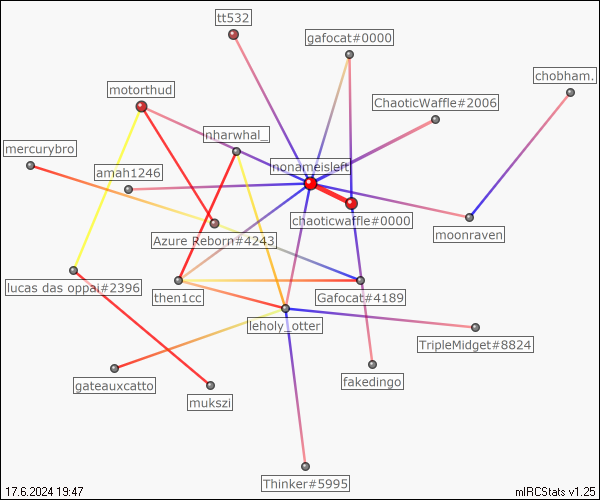 tt532
gafocat#0000
chobham.
motorthud
ChaoticWaffle#2006
nharwhal_
mercurybro
amah1246
nonameisleft
chaoticwaffle#0000
moonraven
Azure Reborn#4243
lucas das oppai#2396
then1cc
Gafocat#4189
leholy_otter
TripleMidget#8824
gateauxcatto
fakedingo
mukszi
Thinker#5995
17.6.2024 19:47
mIRCStats v1.25